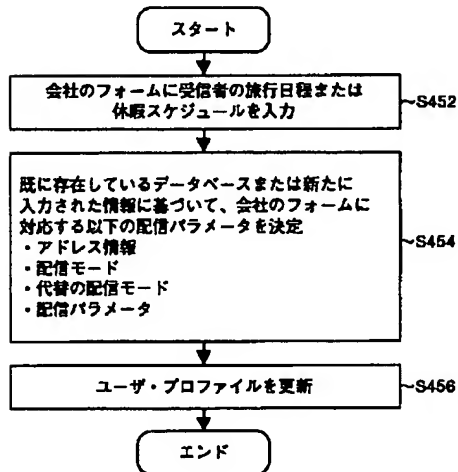 スタート
会社のフォームに受信者の旅行日程または
休暇スケジュールを入力
~S452
既に存在しているデータベースまたは新たに
入力された情報に基づいて、会社のフォームに
対応する以下の配信パラメータを決定
・アドレス情報
・配信モード
・代替の配信モード
・配信パラメータ
~S454
ユーザ・プロファイルを更新
~S456
エンド